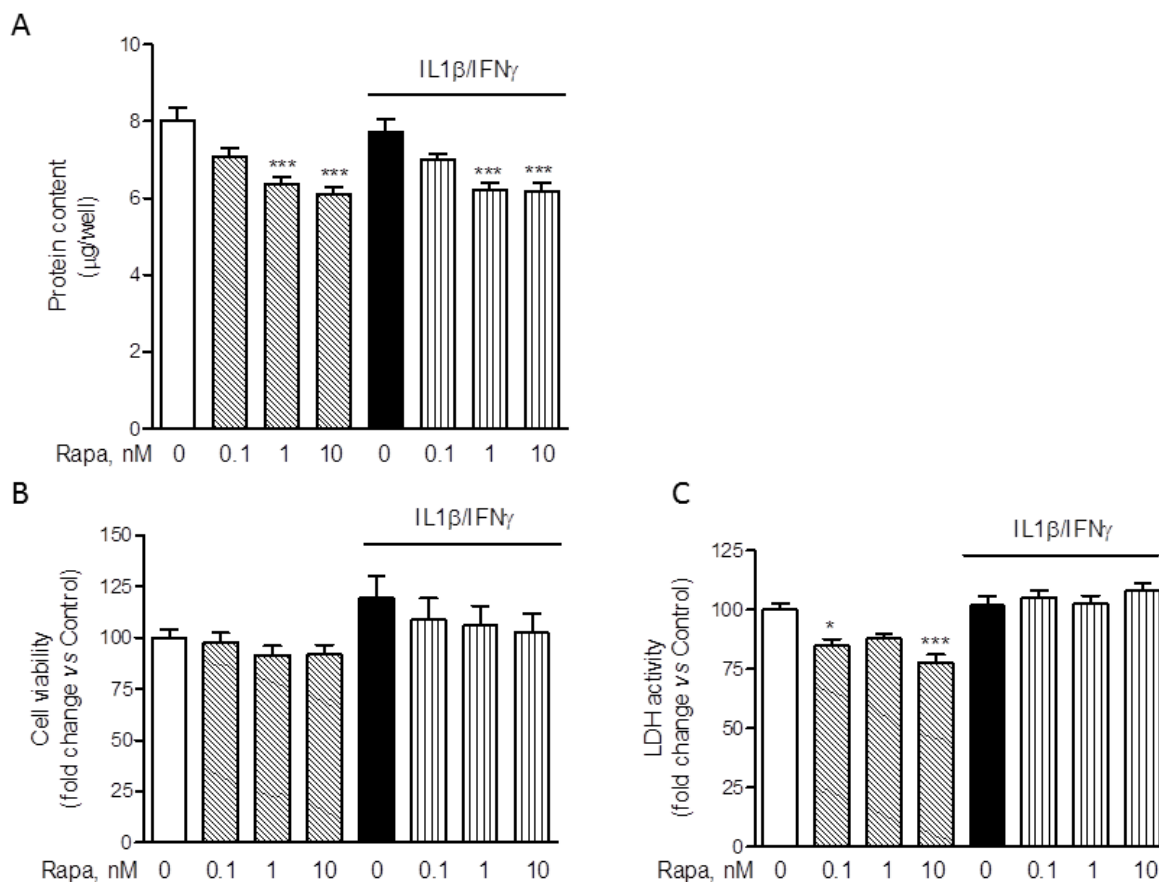 A
10
8
6
4
2
0
Protein content
(μg/well)
IL1β/IFNγ
*** *** *** ***
Rapa, nM 0 0.1 1 10 0 0.1 1 10
B
150
125
100
75
50
25
0
Cell viability
(fold change vs Control)
IL1β/IFNγ
Rapa, nM 0 0.1 1 10 0 0.1 1 10
C
125
100
75
50
25
0
LDH activity
(fold change vs Control)
IL1β/IFNγ
* ***
Rapa, nM 0 0.1 1 10 0 0.1 1 10